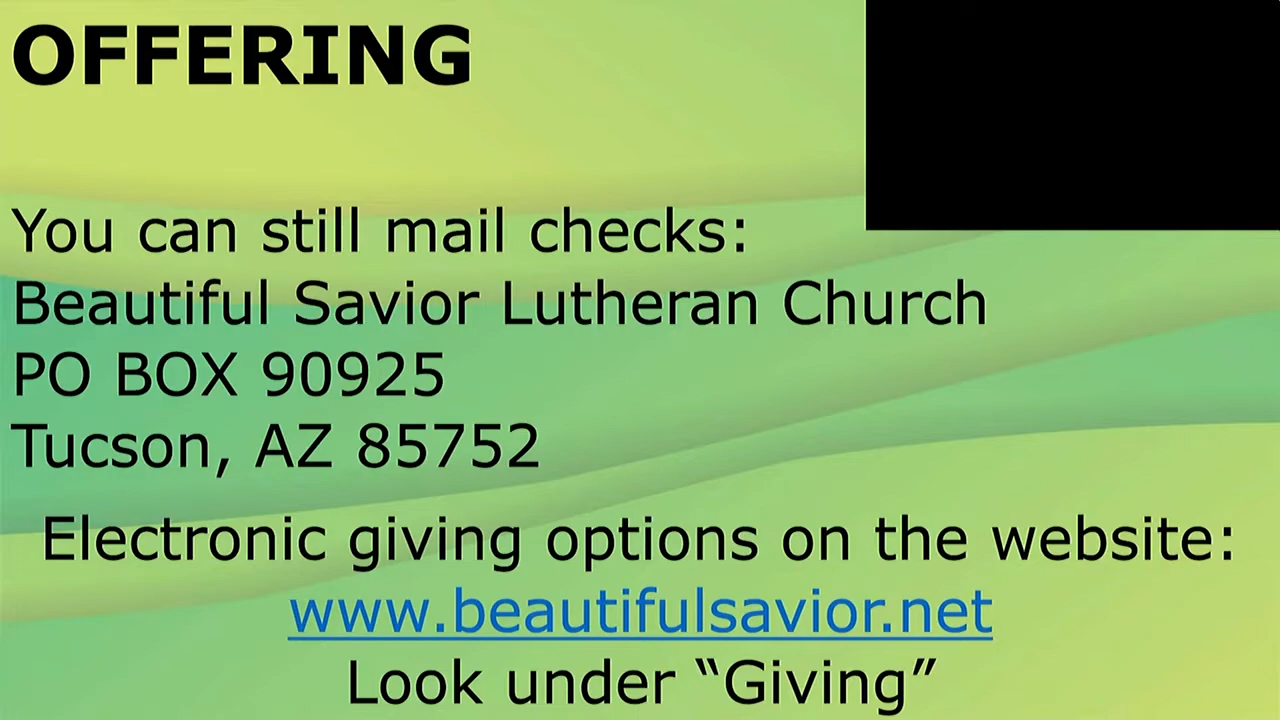 OFFERING
You can still mail checks:
Beautiful Savior Lutheran Church
PO BOX 90925
Tucson, AZ 85752
Electronic giving options on the website:
www.beautifulsavior.net
Look under “Giving”